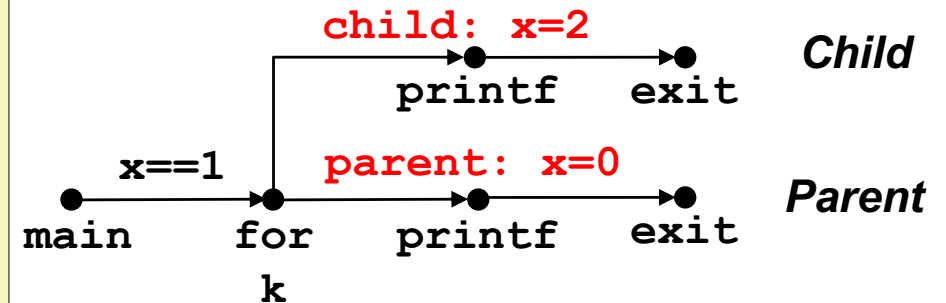 child: x=2
Child
printf exit
x==1 parent: x=0
Parent
main for printf exit
k